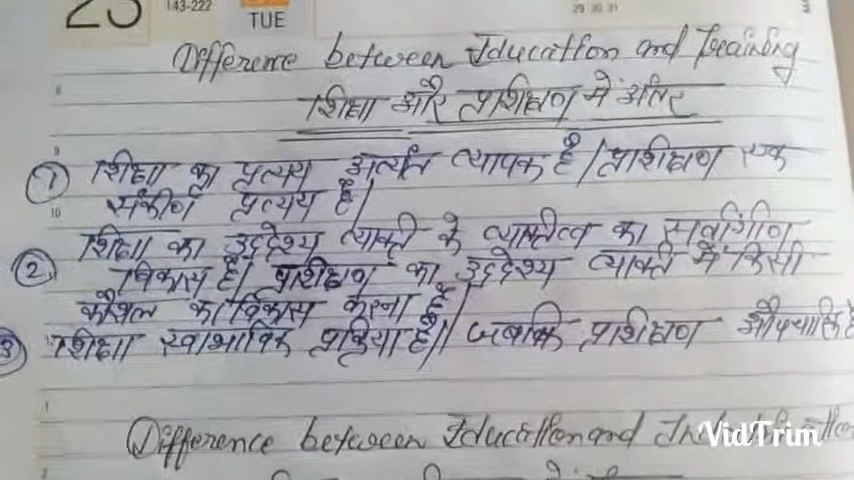 25
143-222
TUE
29 30 31
Difference between Education and Training
शिक्षा और प्रशिक्षण में अंतर
① शिक्षा का प्रत्यय अत्यंत व्यापक है। प्रशिक्षण एक
संकीर्ण प्रत्यय है।
② शिक्षा का उद्देश्य व्यक्ति के व्यक्तित्व का सर्वांगीण
विकास है। प्रशिक्षण का उद्देश्य व्यक्ति में किसी
कौशल का विकास करना है
③ शिक्षा स्वाभाविक प्रक्रिया है। जबकि प्रशिक्षण औपचारिक है
Difference between Education and
VidTrim